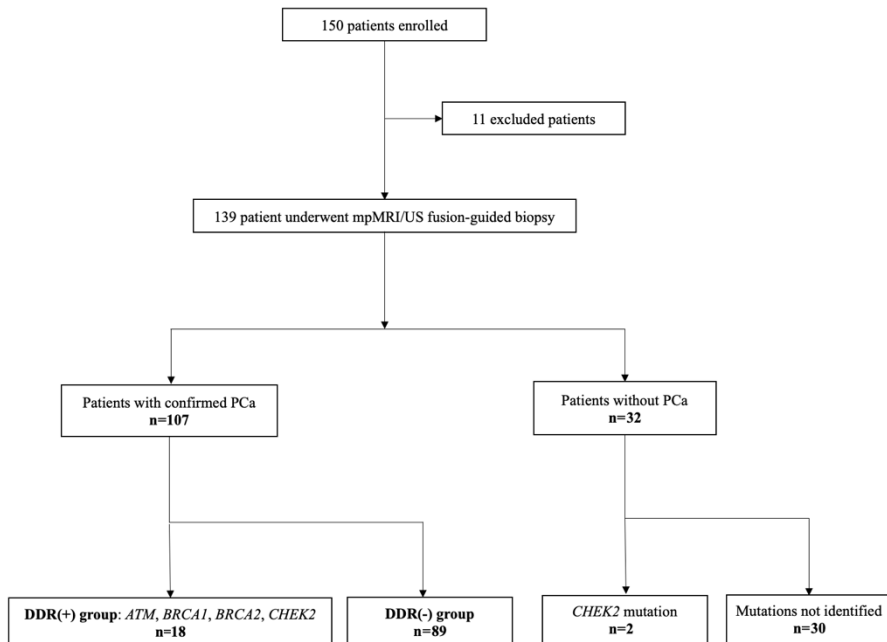 150 patients enrolled
11 excluded patients
139 patient underwent mpMRI/US fusion-guided biopsy
Patients with confirmed PCa
n=107
Patients without PCa
n=32
DDR(+) group: ATM, BRCA1, BRCA2, CHEK2
n=18
DDR(-) group
n=89
CHEK2 mutation
n=2
Mutations not identified
n=30